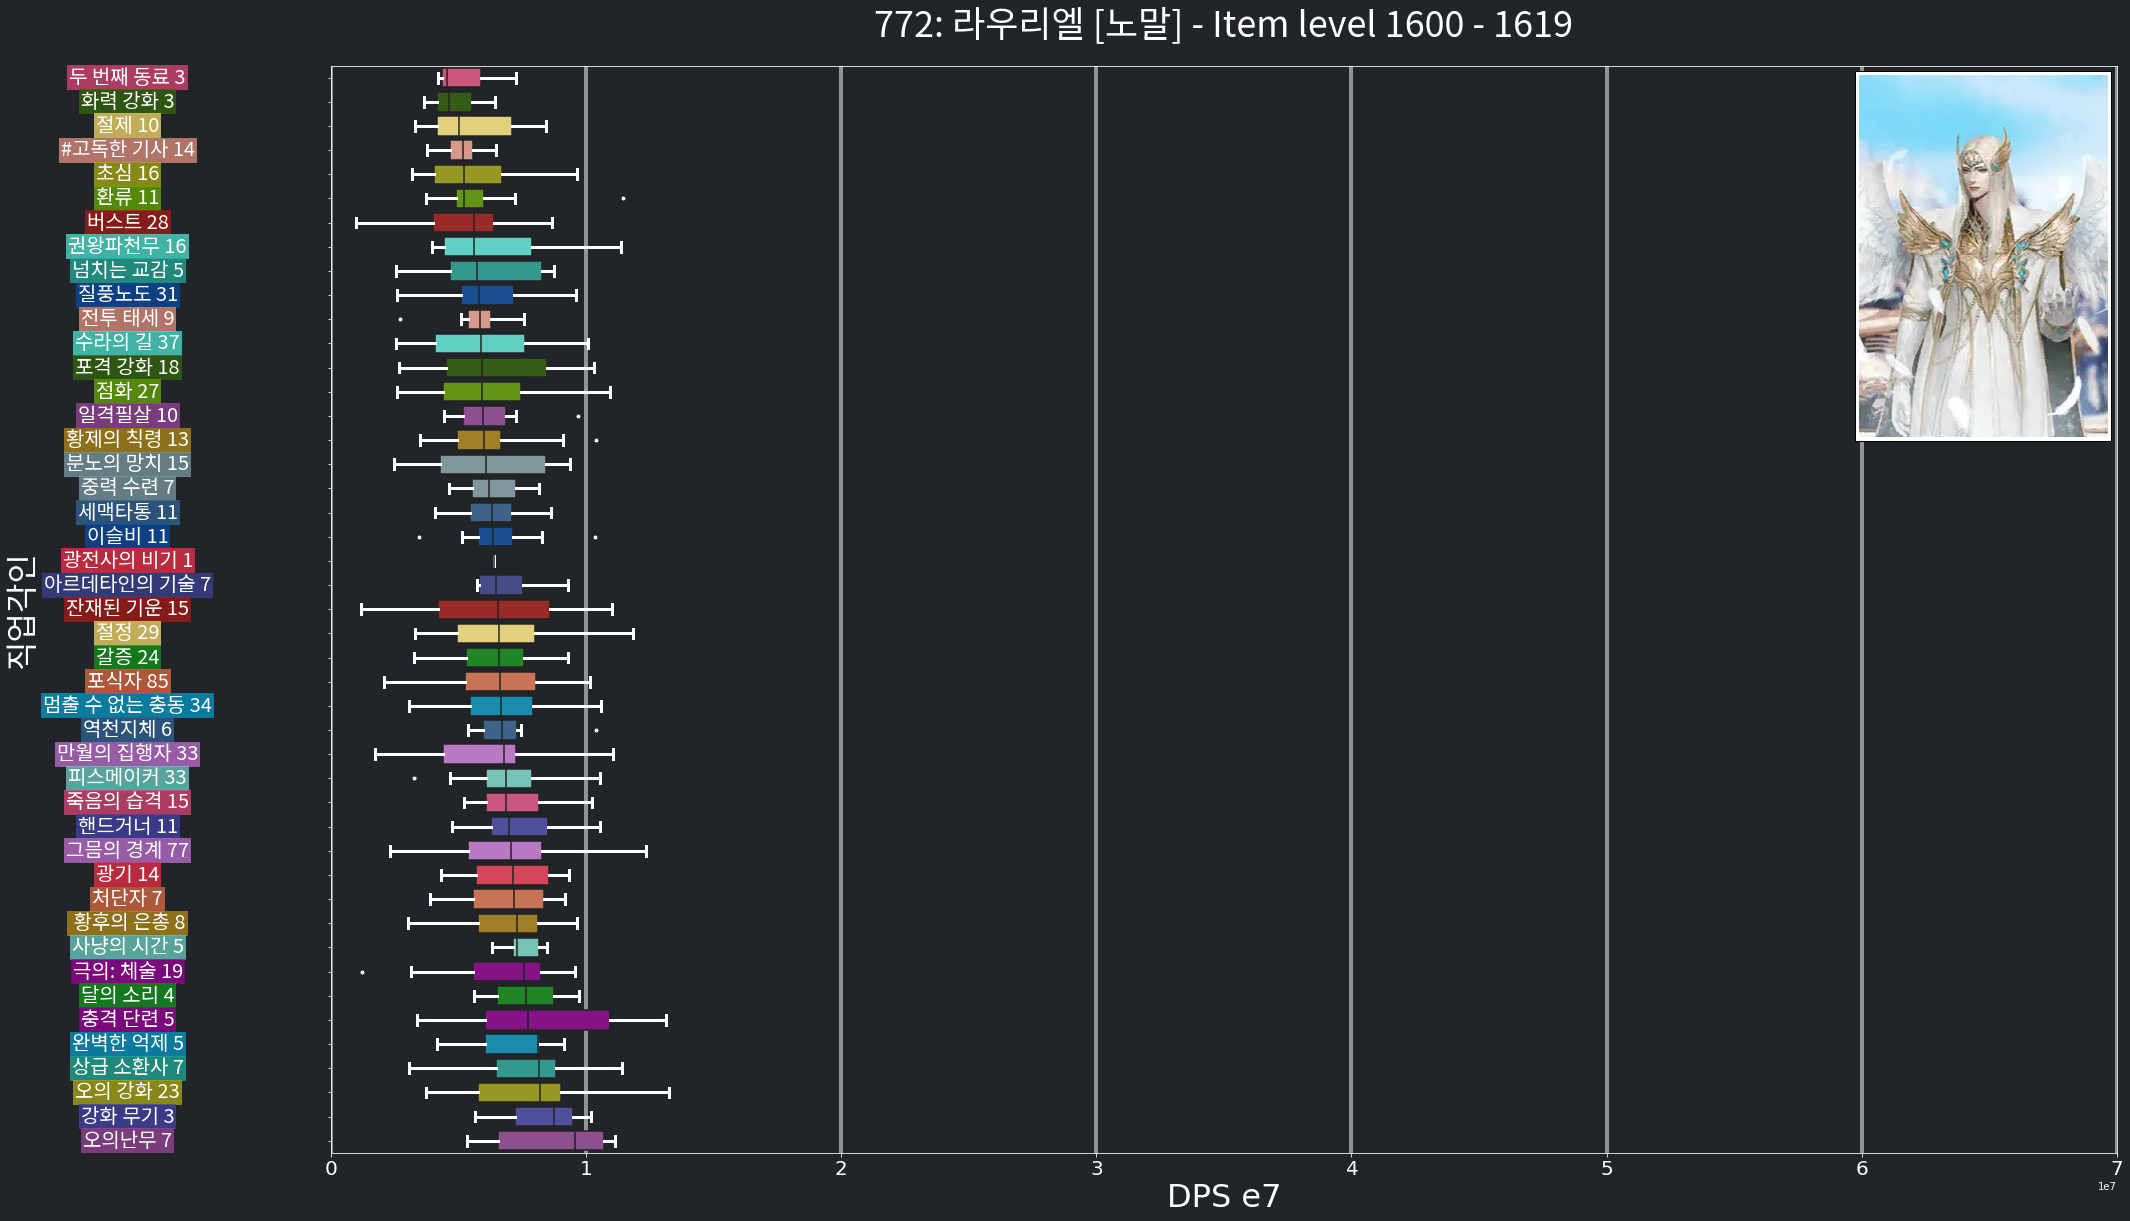 772: 라우리엘 [노말] - Item level 1600 - 1619
두 번째 동료 3
화력 강화 3
절제 10
#고독한 기사 14
초심 16
환류 11
버스트 28
권왕파천무 16
넘치는 교감 5
질풍노도 31
전투 태세 9
수라의 길 37
포격 강화 18
점화 27
일격필살 10
황제의 칙령 13
분노의 망치 15
중력 수련 7
세맥타통 11
이슬비 11
광전사의 비기 1
아르데타인의 기술 7
잔재된 기운 15
절정 29
갈증 24
포식자 85
멈출 수 없는 충동 34
역천지체 6
만월의 집행자 33
피스메이커 33
죽음의 습격 15
핸드거너 11
그믐의 경계 77
광기 14
처단자 7
황후의 은총 8
사냥의 시간 5
극의: 체술 19
달의 소리 4
충격 단련 5
완벽한 억제 5
상급 소환사 7
오의 강화 23
강화 무기 3
오의난무 7
직업각인
0 1 2 3 4 5 6 7
1e7
DPS e7